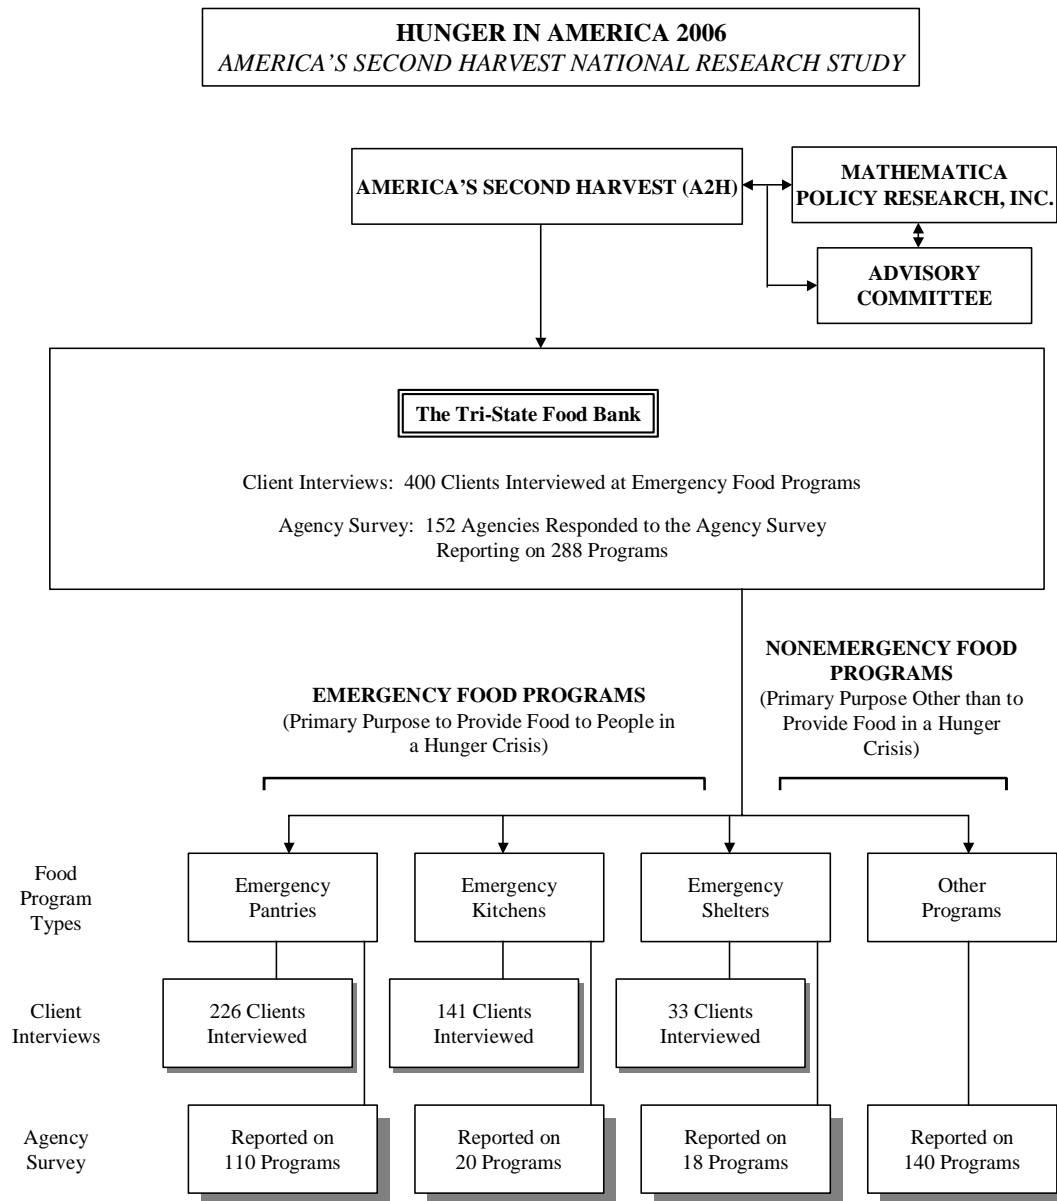 HUNGER IN AMERICA 2006
AMERICA'S SECOND HARVEST NATIONAL RESEARCH STUDY
AMERICA'S SECOND HARVEST (A2H)
MATHEMATICA
POLICY RESEARCH, INC.
ADVISORY
COMMITTEE
The Tri-State Food Bank
Client Interviews: 400 Clients Interviewed at Emergency Food Programs
Agency Survey: 152 Agencies Responded to the Agency Survey
Reporting on 288 Programs
EMERGENCY FOOD PROGRAMS
(Primary Purpose to Provide Food to People in
a Hunger Crisis)
NONEMERGENCY FOOD
PROGRAMS
(Primary Purpose Other than to
Provide Food in a Hunger
Crisis)
Food
Program
Types
Emergency
Pantries
Emergency
Kitchens
Emergency
Shelters
Other
Programs
Client
Interviews
226 Clients
Interviewed
141 Clients
Interviewed
33 Clients
Interviewed
Agency
Survey
Reported on
110 Programs
Reported on
20 Programs
Reported on
18 Programs
Reported on
140 Programs